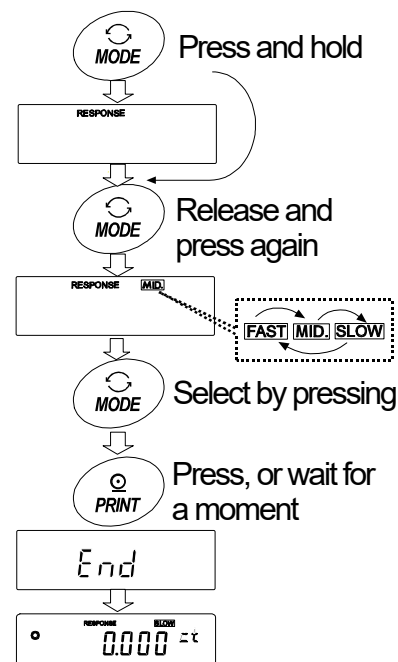 MODE
Press and hold
RESPONSE
MODE
Release and
press again
RESPONSE MID.
FAST MID. SLOW
MODE
Select by pressing
PRINT
Press, or wait for
a moment
End
RESPONSE SLOW
0.000 ct